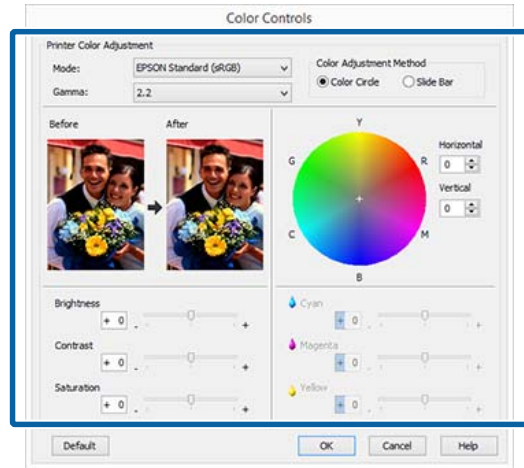 Color Controls
Printer Color Adjustment
Mode: EPSON Standard (sRGB)
Gamma: 2.2
Color Adjustment Method
Color Circle Slide Bar
Before After
Y
G R
C M
B
Horizontal
0
Vertical
0
Brightness
+ 0 - +
Contrast
+ 0 - +
Saturation
+ 0 - +
Cyan
+ 0 - +
Magenta
+ 0 - +
Yellow
+ 0 - +
Default OK Cancel Help